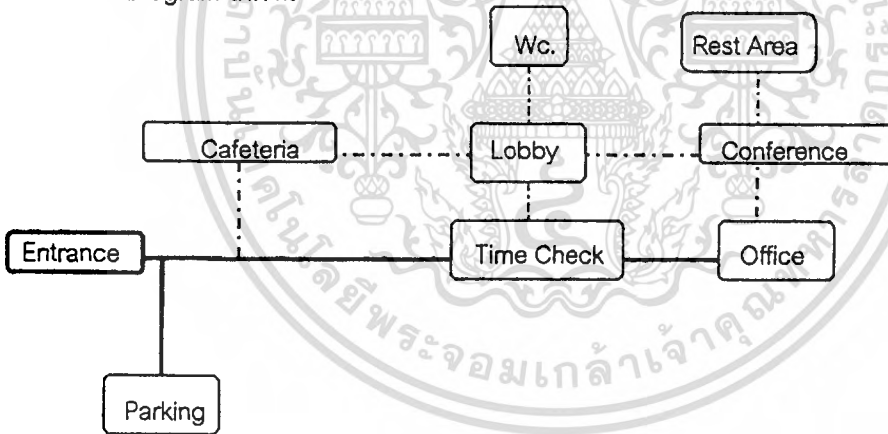 Wc.
Rest Area
Cafeteria
Lobby
Conference
Entrance
Time Check
Office
Parking